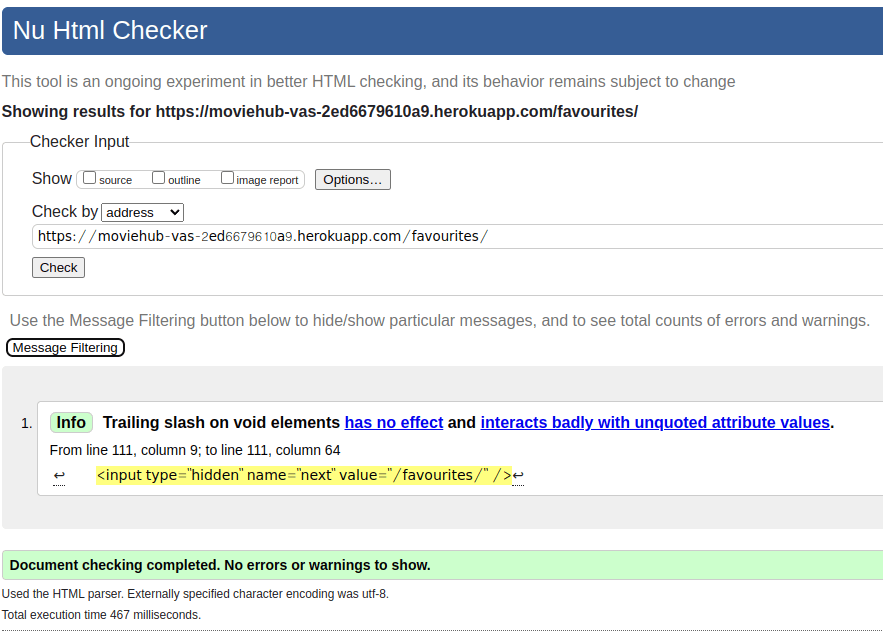 Nu Html Checker
This tool is an ongoing experiment in better HTML checking, and its behavior remains subject to change
Showing results for https://moviehub-vas-2ed6679610a9.herokuapp.com/favourites/
Checker Input
Show source outline image report Options...
Check by address
https://moviehub-vas-2ed6679610a9.herokuapp.com/favourites/
Check
Use the Message Filtering button below to hide/show particular messages, and to see total counts of errors and warnings.
Message Filtering
1. Info Trailing slash on void elements has no effect and interacts badly with unquoted attribute values.
From line 111, column 9; to line 111, column 64
↩ <input type="hidden" name="next" value="/favourites/" />↩
Document checking completed. No errors or warnings to show.
Used the HTML parser. Externally specified character encoding was utf-8.
Total execution time 467 milliseconds.